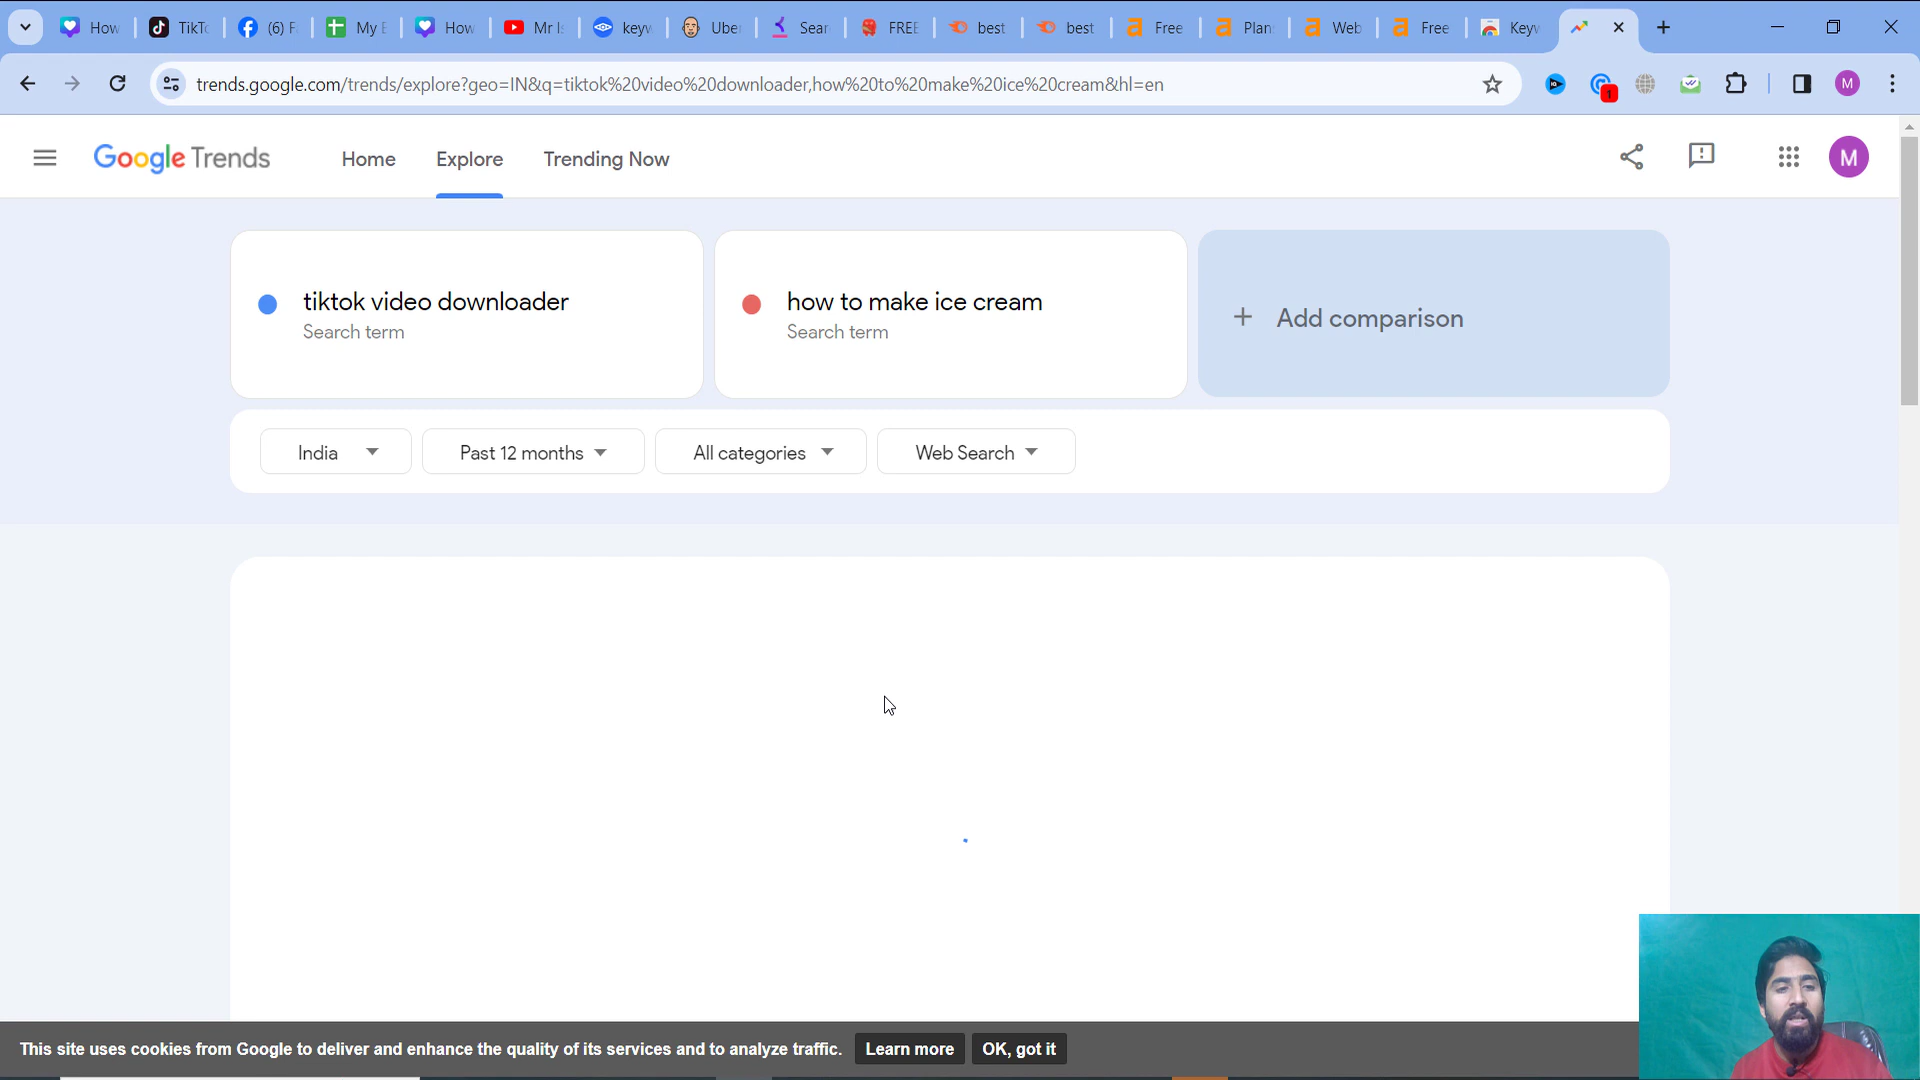 How
TikTo
(6) F
My E
How
Mr I
keyw
Uber
Sear
FREE
best
best
Free
Plan
Web
Free
Keyw
trends.google.com/trends/explore?geo=IN&q=tiktok%20video%20downloader,how%20to%20make%20ice%20cream&hl=en
1
M
Google Trends
Home
Explore
Trending Now
M
tiktok video downloader
Search term
how to make ice cream
Search term
+ Add comparison
India
Past 12 months
All categories
Web Search
This site uses cookies from Google to deliver and enhance the quality of its services and to analyze traffic.
Learn more
OK, got it